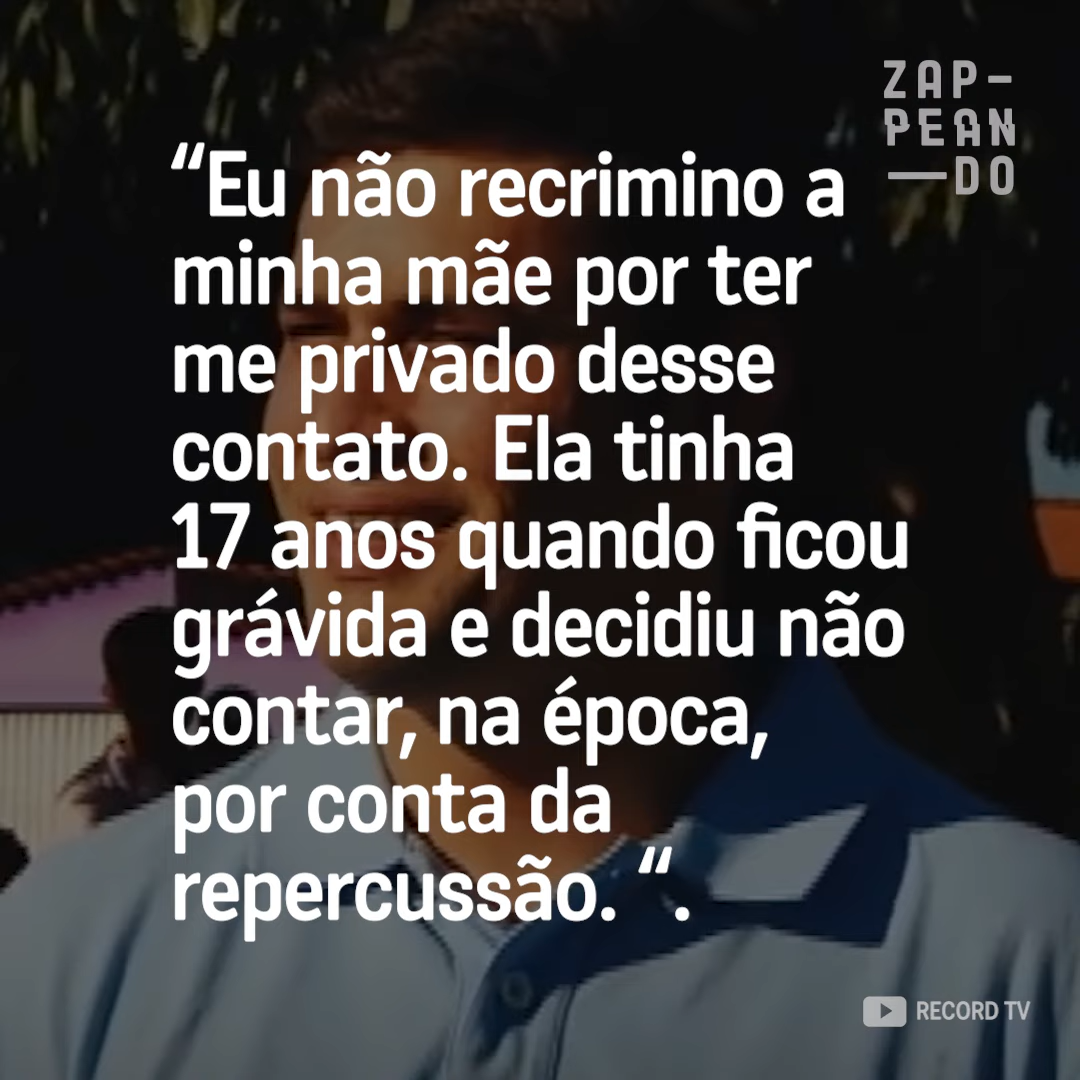 ZAP-
PEAN
—DO
“Eu não recrimino a
minha mãe por ter
me privado desse
contato. Ela tinha
17 anos quando ficou
grávida e decidiu não
contar, na época,
por conta da
repercussão. “.
RECORD TV